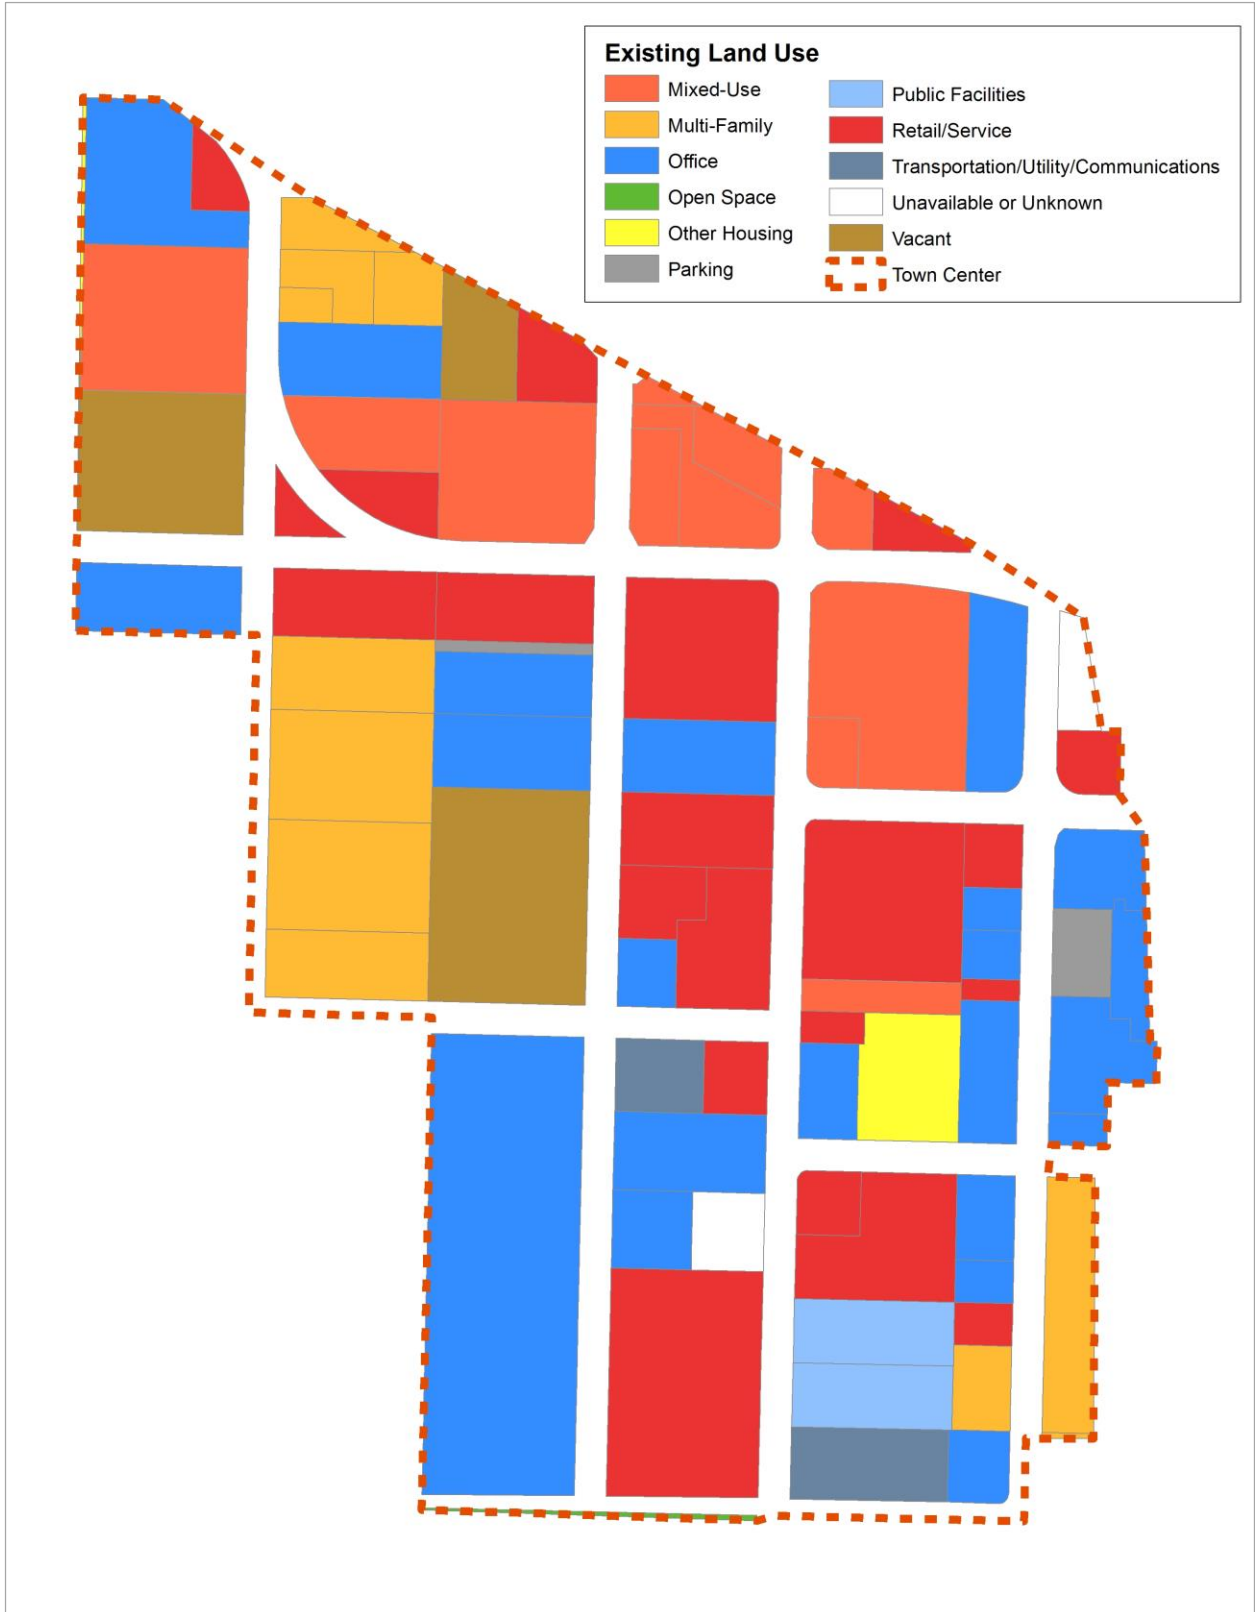 Existing Land Use
Mixed-Use
Multi-Family
Office
Open Space
Other Housing
Parking
Public Facilities
Retail/Service
Transportation/Utility/Communications
Unavailable or Unknown
Vacant
Town Center